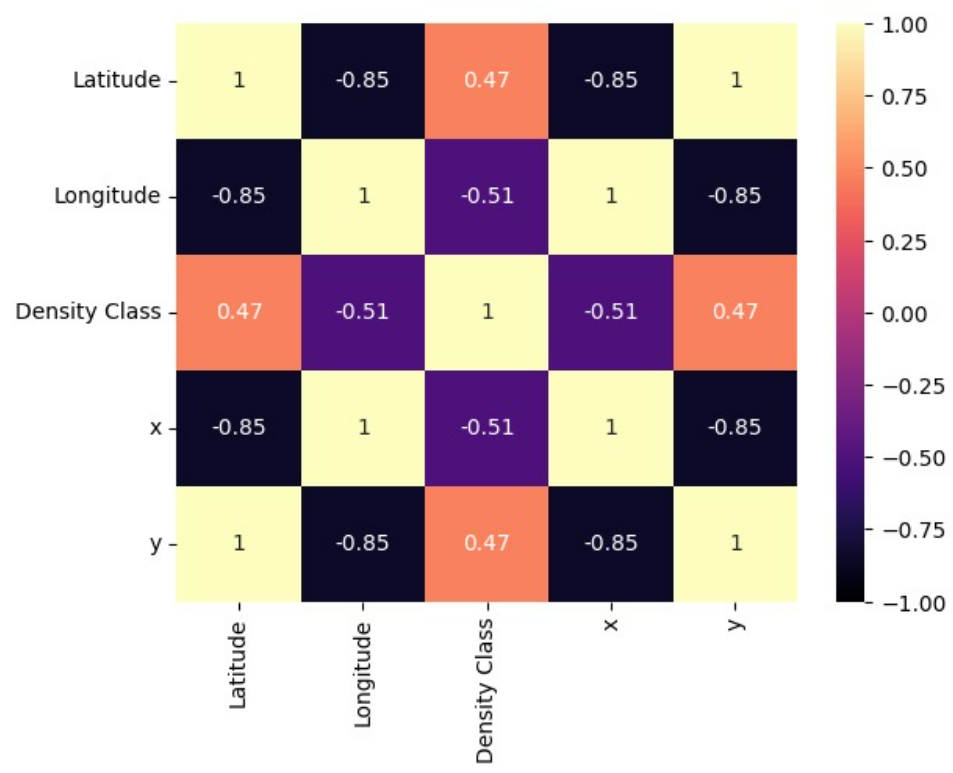 Latitude 1 -0.85 0.47 -0.85 1
Longitude -0.85 1 -0.51 1 -0.85
Density Class 0.47 -0.51 1 -0.51 0.47
x -0.85 1 -0.51 1 -0.85
y 1 -0.85 0.47 -0.85 1
Latitude
Longitude
Density Class
x
y
1.00
0.75
0.50
0.25
0.00
−0.25
−0.50
−0.75
−1.00